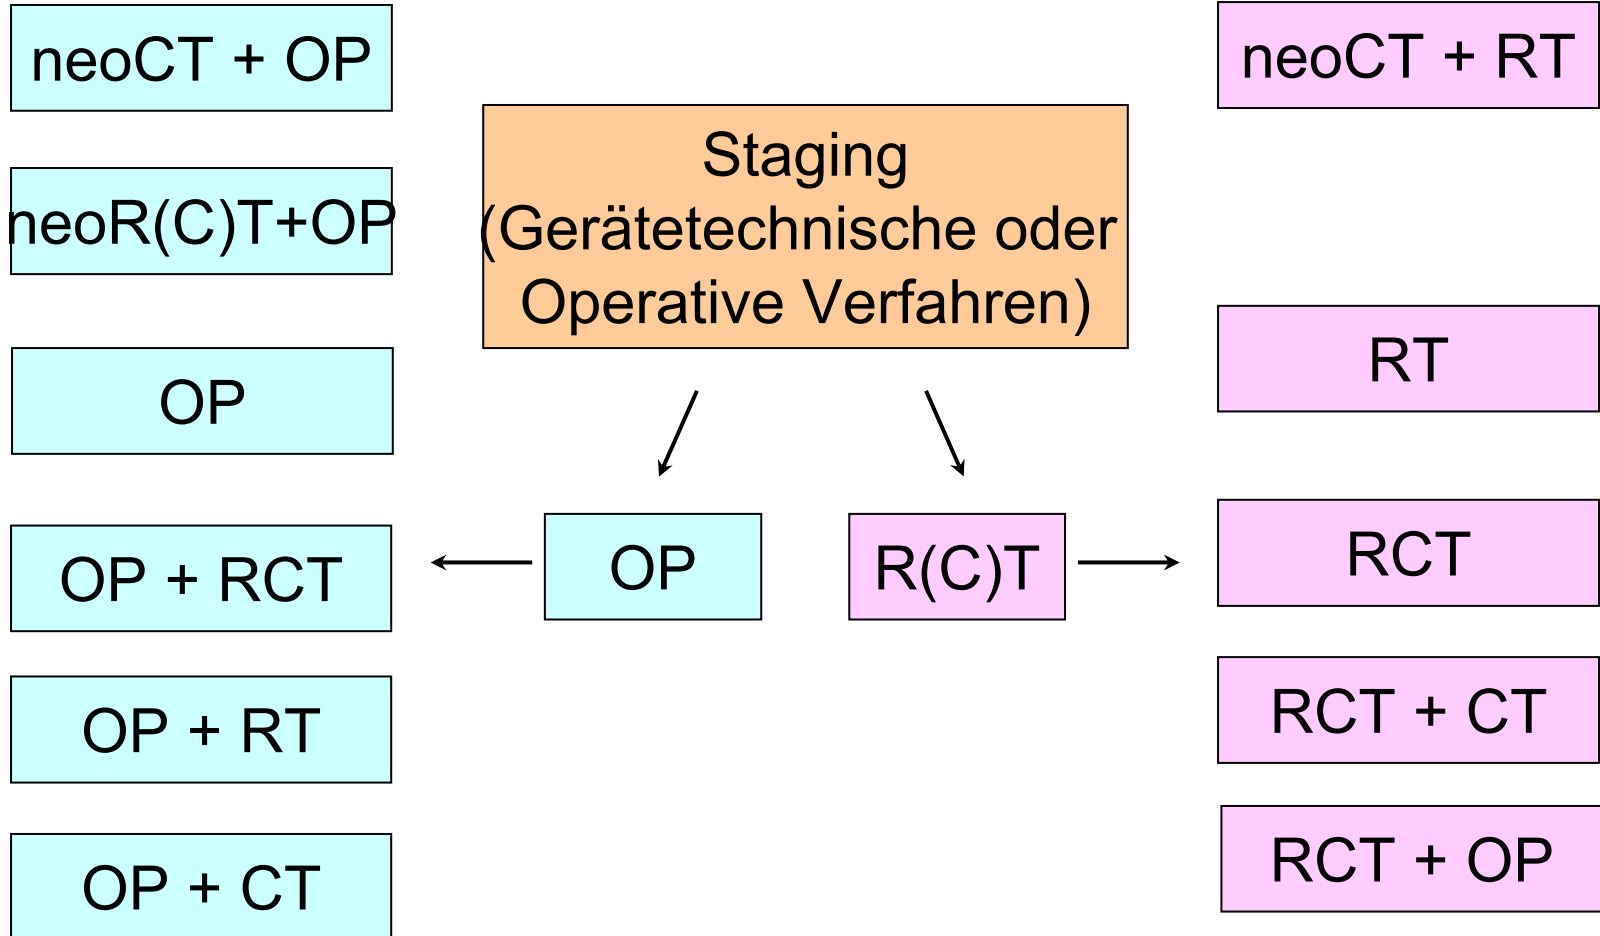 neoCT + OP
neoR(C)T+OP
OP
OP + RCT
OP + RT
OP + CT
Staging
(Gerätetechnische oder
Operative Verfahren)
OP
R(C)T
neoCT + RT
RT
RCT
RCT + CT
RCT + OP